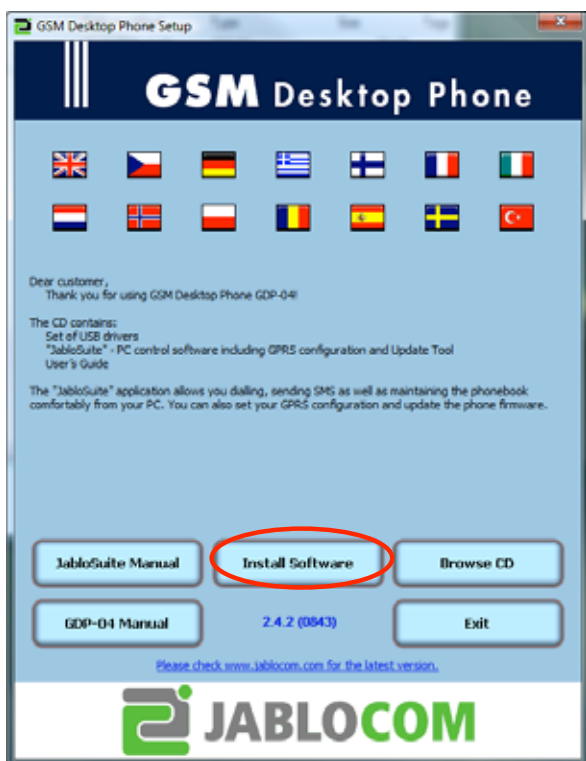 GSM Desktop Phone Setup
GSM Desktop Phone
Dear customer,
Thank you for using GSM Desktop Phone GDP-04!
The CD contains:
Set of USB drivers
"JabloSuite" - PC control software including GPRS configuration and Update Tool
User's Guide
The "JabloSuite" application allows you dialling, sending SMS as well as maintaining the phonebook
comfortably from your PC. You can also set your GPRS configuration and update the phone firmware.
JabloSuite Manual Install Software Browse CD
GDP-04 Manual 2.4.2 (0843) Exit
Please check www.jablocom.com for the latest version.
JABLOCOM